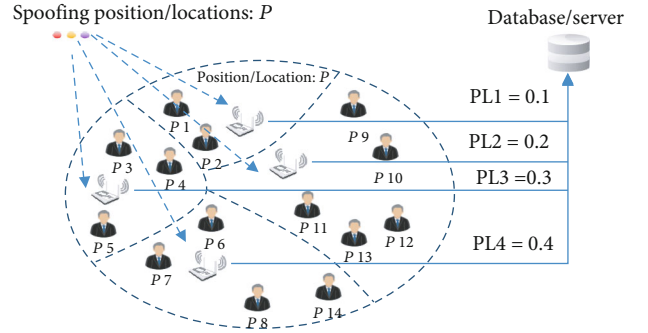 Spoofing position/locations: P
Database/server
Position/Location: P
PL1 = 0.1
P 1
P 9
P 2
PL2 = 0.2
P 3
P 4
P 10
PL3 =0.3
P 5
P 6
P 11
P 12
PL4 = 0.4
P 13
P 7
P 8
P 14